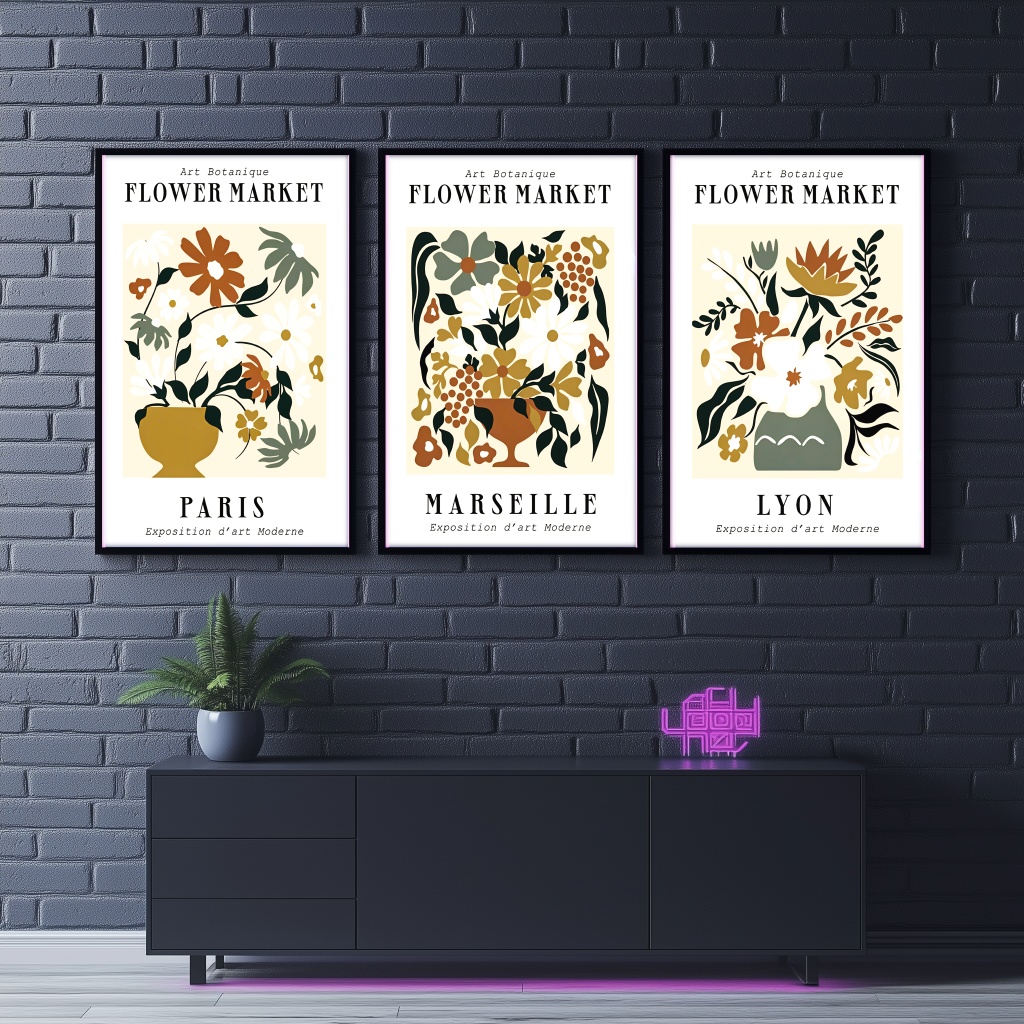 Art Botanique
FLOWER MARKET
PARIS
Exposition d'art Moderne
Art Botanique
FLOWER MARKET
MARSEILLE
Exposition d'art Moderne
Art Botanique
FLOWER MARKET
LYON
Exposition d'art Moderne